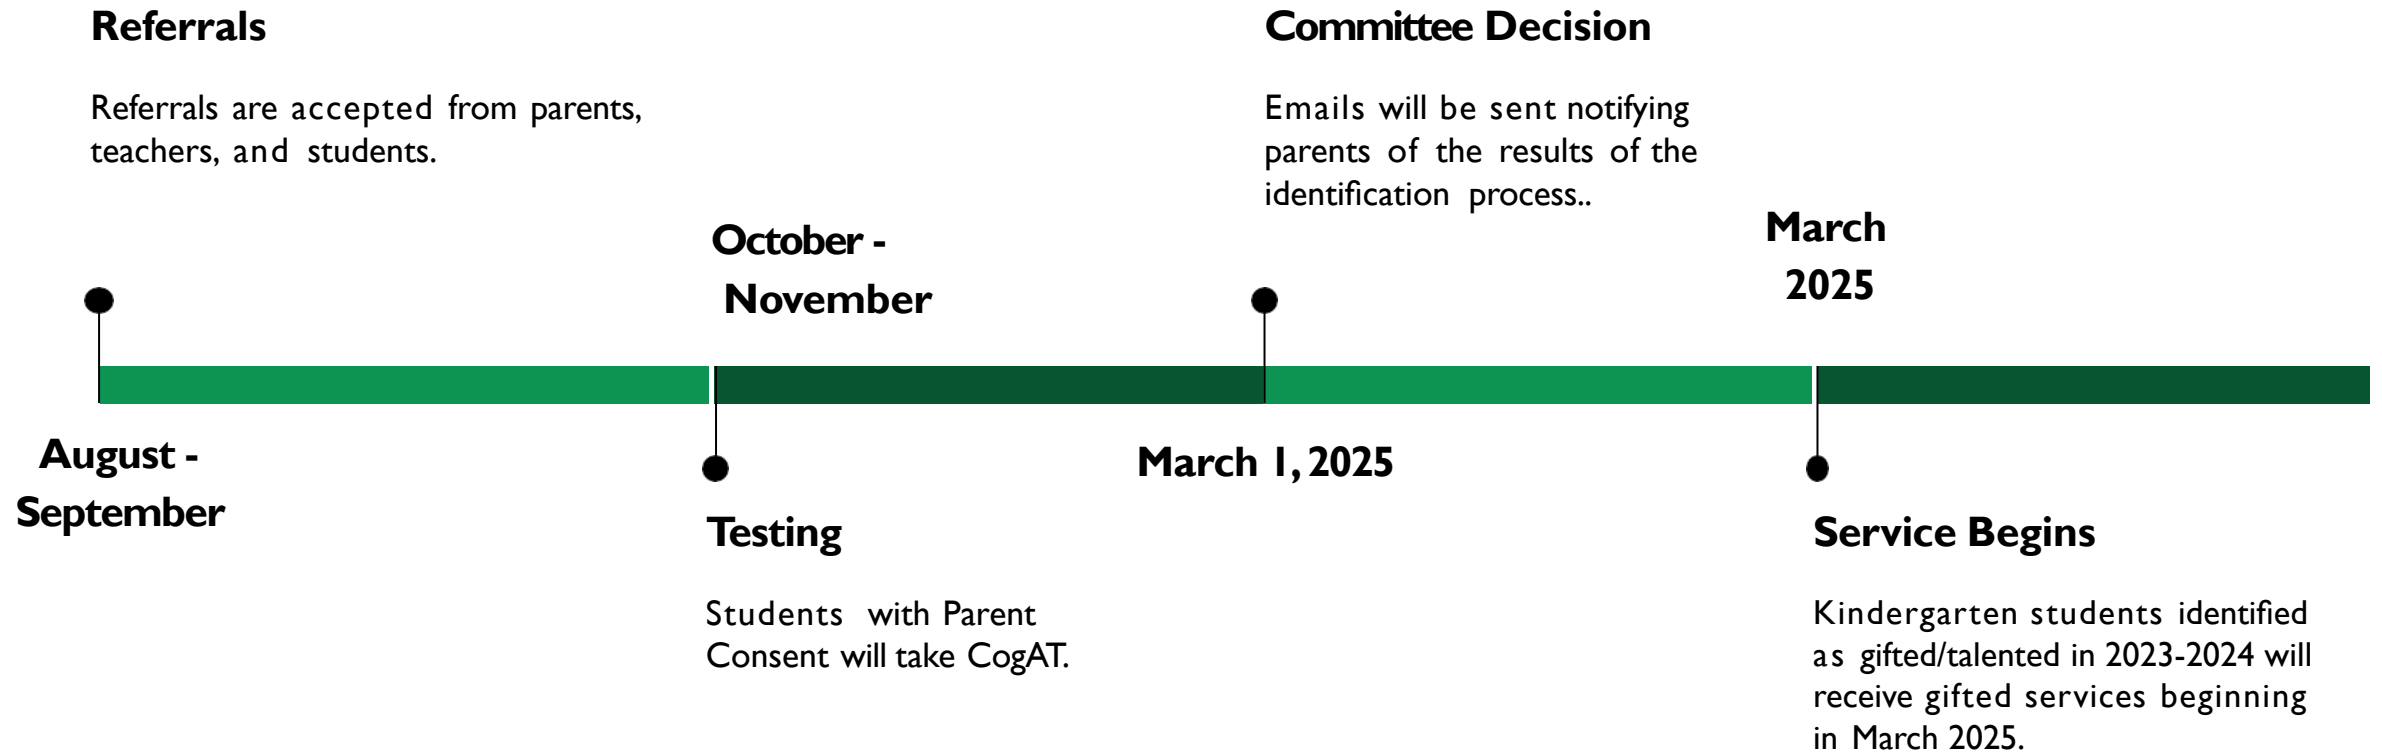 Referrals
Referrals are accepted from parents,
teachers, and students.
August -
September
October -
November
Testing
Students with Parent
Consent will take CogAT.
Committee Decision
Emails will be sent notifying
parents of the results of the
identification process..
March 1, 2025
March
2025
Service Begins
Kindergarten students identified
as gifted/talented in 2023-2024 will
receive gifted services beginning
in March 2025.